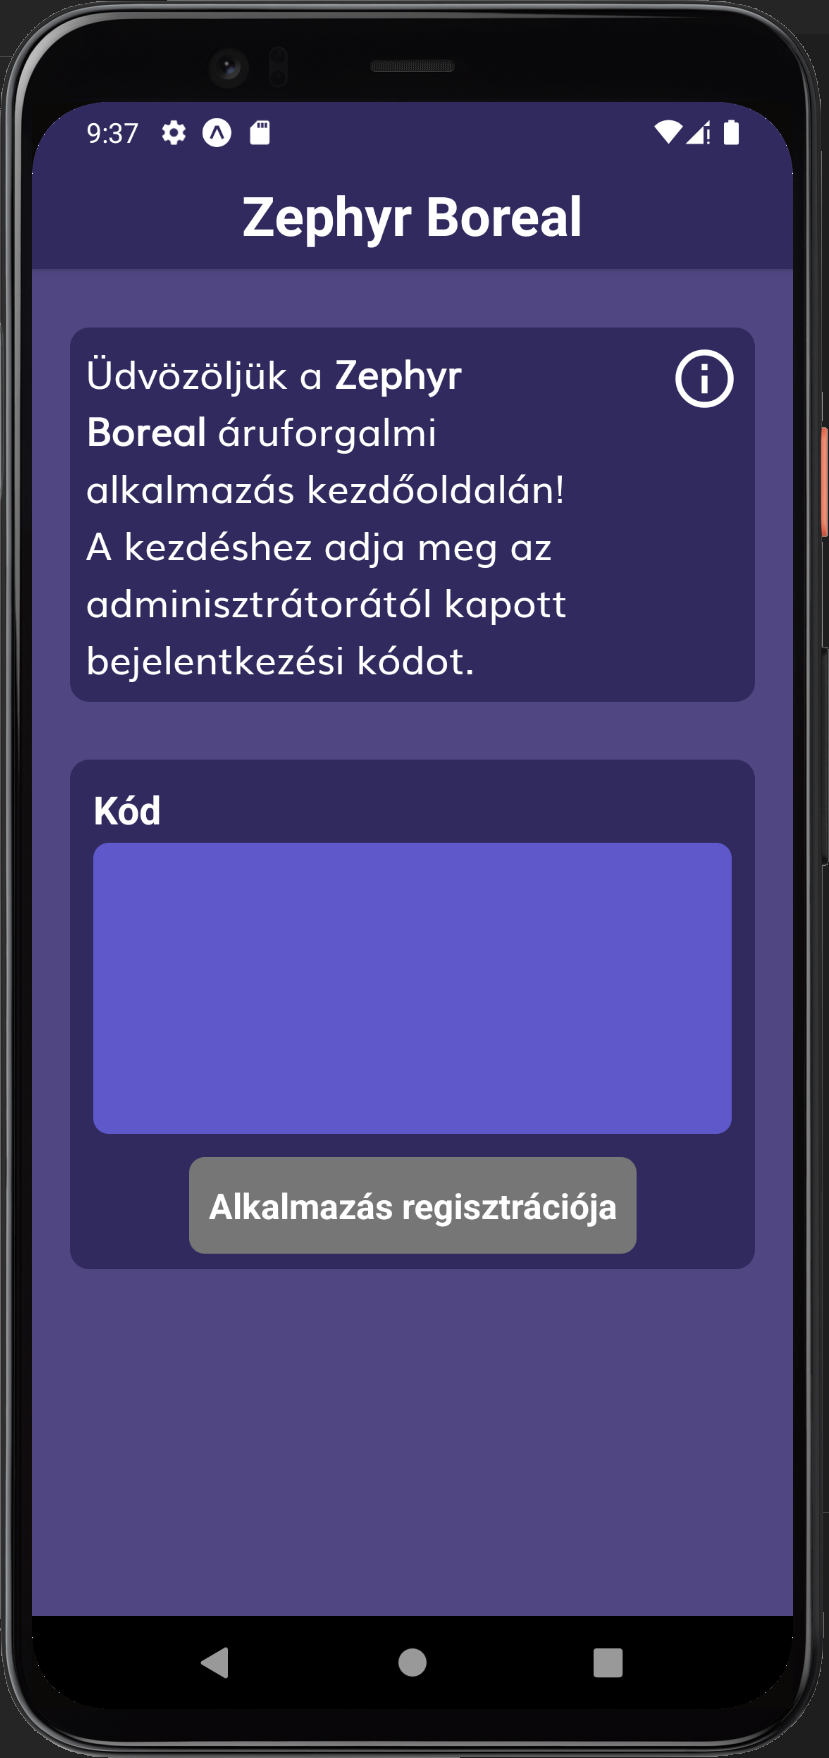 9:37
Zephyr Boreal
Üdvözöljük a Zephyr
Boreal áruforgalmi
alkalmazás kezdőoldalán!
A kezdéshez adja meg az
adminisztrátorától kapott
bejelentkezési kódot.
Kód
Alkalmazás regisztrációja